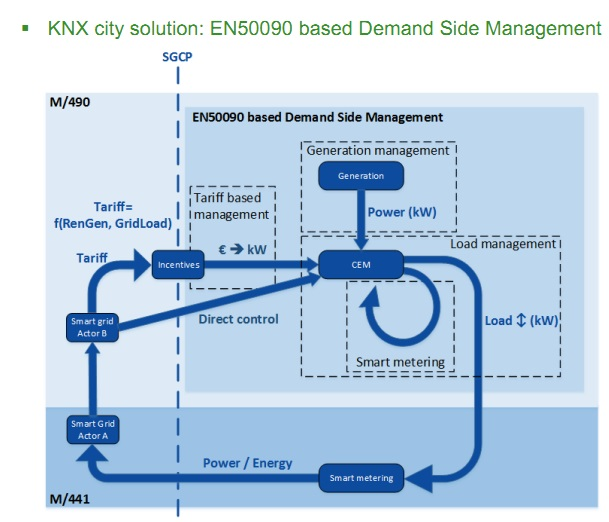 KNX city solution: EN50090 based Demand Side Management
SGCP
M/490
EN50090 based Demand Side Management
Generation management
Generation
Power (kW)
Tariff based
management
€ ➔ kW
Tariff=
f(RenGen, GridLoad)
Tariff
Incentives
Load management
CEM
Smart grid
Actor B
Direct control
Load ↕ (kW)
Smart metering
Smart Grid
Actor A
Power / Energy
Smart metering
M/441